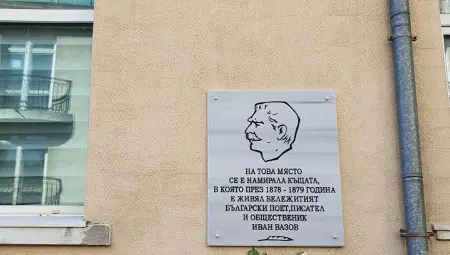 НА ТОВА МЯСТО
СЕ Е НАМИРАЛА КЪЩАТА,
В КОЯТО ПРЕЗ 1878 - 1879 ГОДИНА
Е ЖИВЯЛ БЕЛЕЖИТИЯТ
БЪЛГАРСКИ ПОЕТ, ПИСАТЕЛ
И ОБЩЕСТВЕНИК
ИВАН ВАЗОВ